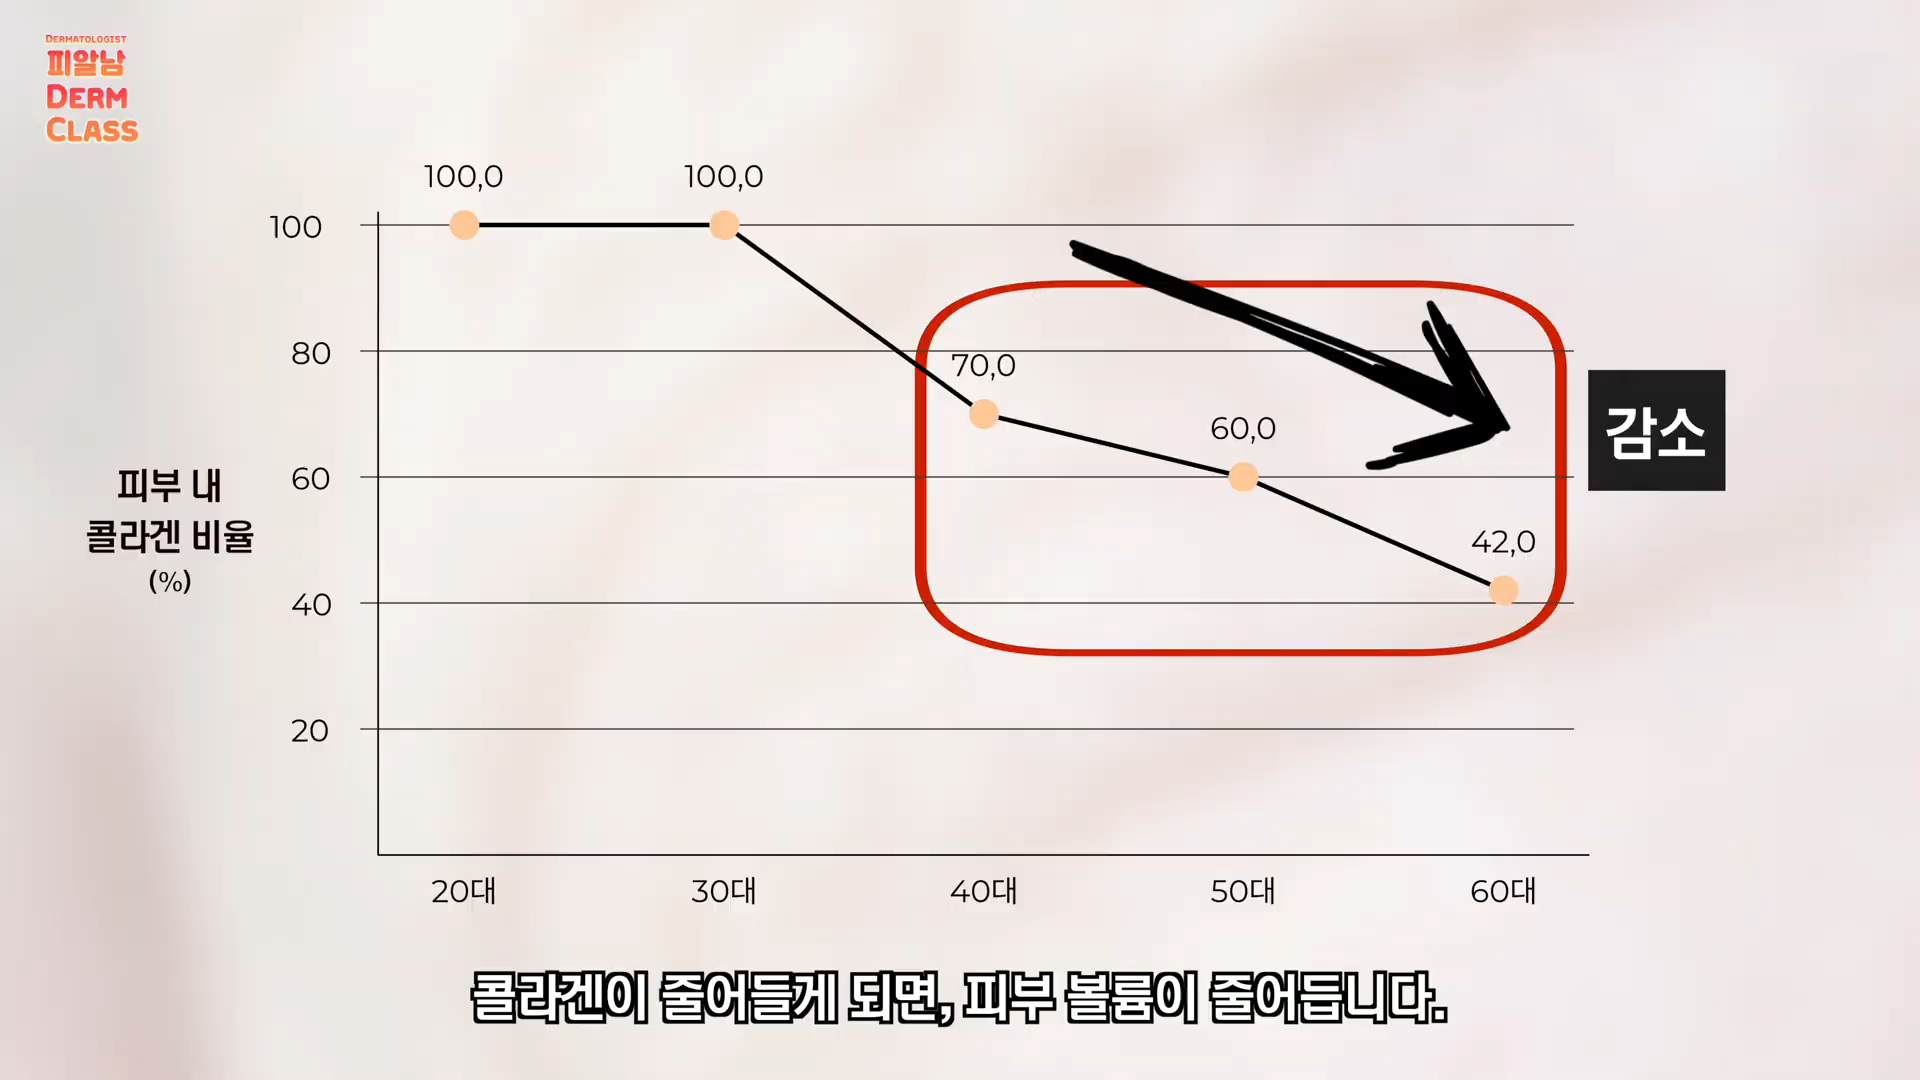 DERMATOLOGIST
피알남
DERM
CLASS
100,0
100,0
70,0
60,0
42,0
100
80
60
40
20
피부 내
콜라겐 비율
(%)
감소
20대
30대
40대
50대
60대
콜라겐이 줄어들게 되면, 피부 볼륨이 줄어듭니다.